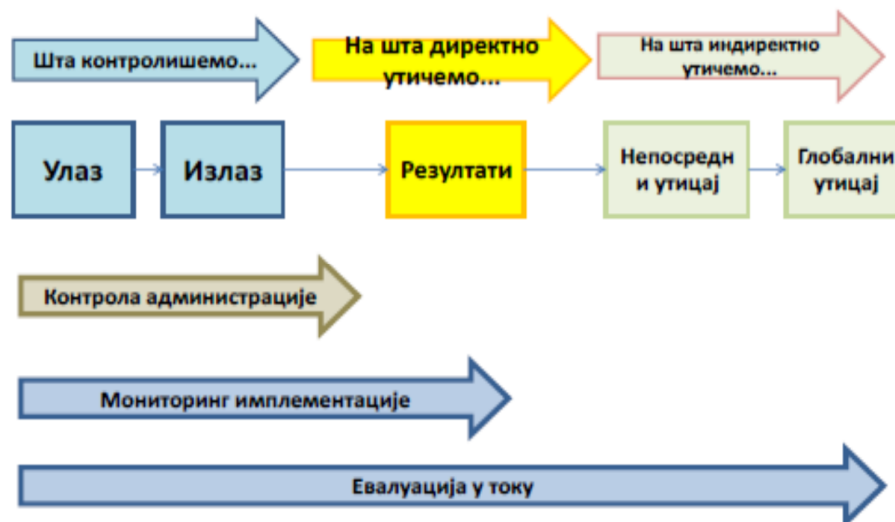 Шта контролишемо...
На шта директно
утичемо...
На шта индиректно
утичемо...
Улаз
Излаз
Резултати
Непосредн
и утицај
Глобални
утицај
Контрола администрације
Мониторинг имплементације
Евалуација у току